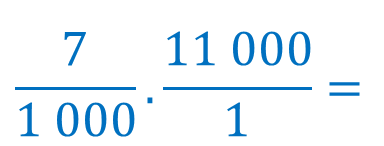 7 11 000
. =
1 000 1